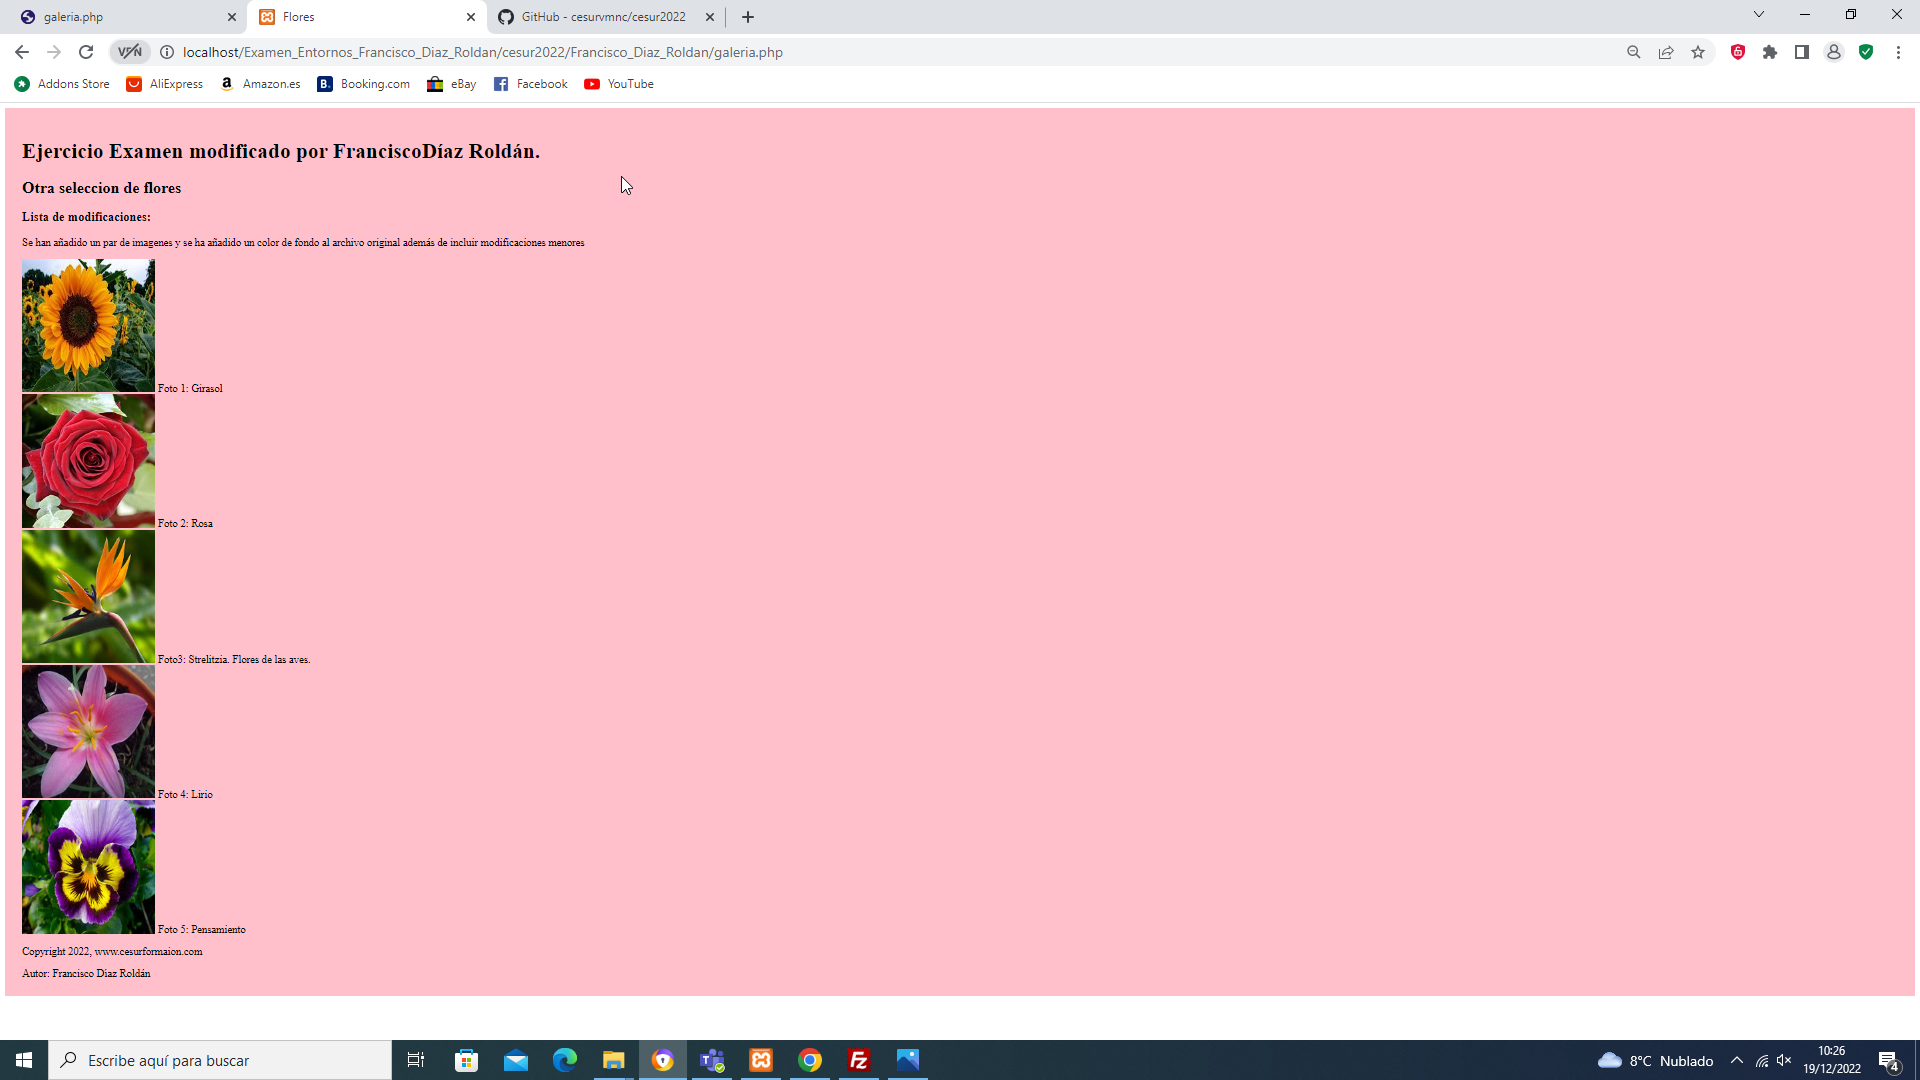 galeria.php
Flores
GitHub - cesurvmnc/cesur2022
VPN
localhost/Examen_Entornos_Francisco_Diaz_Roldan/cesur2022/Francisco_Diaz_Roldan/galeria.php
Addons Store
AliExpress
Amazon.es
Booking.com
eBay
Facebook
YouTube
Ejercicio Examen modificado por FranciscoDíaz Roldán.
Otra seleccion de flores
Lista de modificaciones:
Se han añadido un par de imagenes y se ha añadido un color de fondo al archivo original además de incluir modificaciones menores
Foto 1: Girasol
Foto 2: Rosa
Foto3: Strelitzia. Flores de las aves.
Foto 4: Lirio
Foto 5: Pensamiento
Copyright 2022, www.cesurformaion.com
Autor: Francisco Díaz Roldán
Escribe aquí para buscar
8°C Nublado
10:26
19/12/2022
4